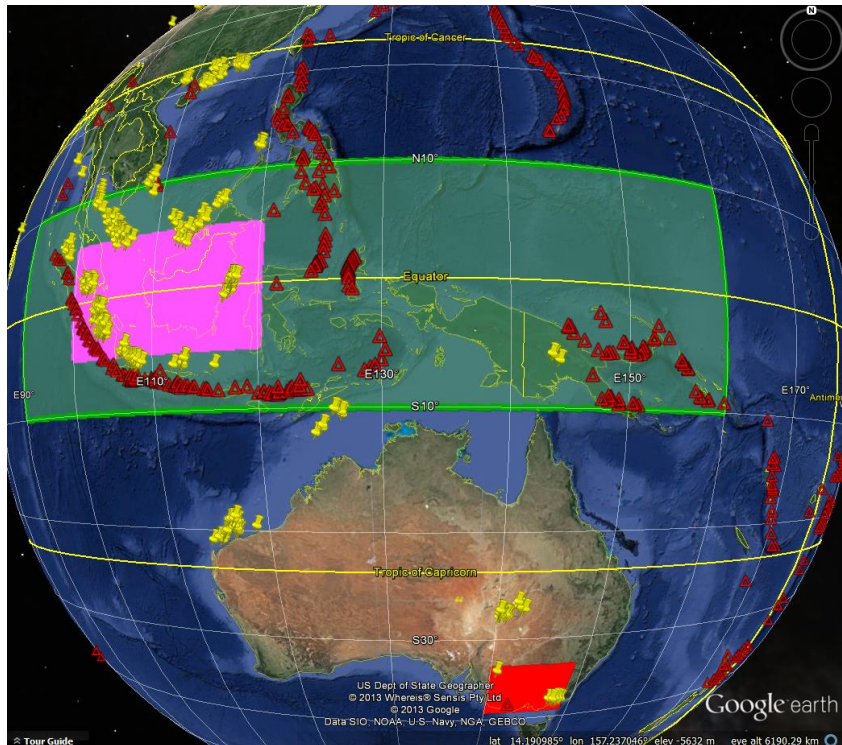 N
Tropic of Cancer
N10°
Equator
E90°
E110°
E130°
E150°
E170°
S10°
Tropic of Capricorn
S30°
US Dept of State Geographer
© 2013 Whereis® Sensis Pty Ltd
© 2013 Google
Data SIO, NOAA, U.S. Navy, NGA, GEBCO
Google earth
Tour Guide
lat 14.190985° lon 157.237046° elev -5632 m eye alt 6190.29 km